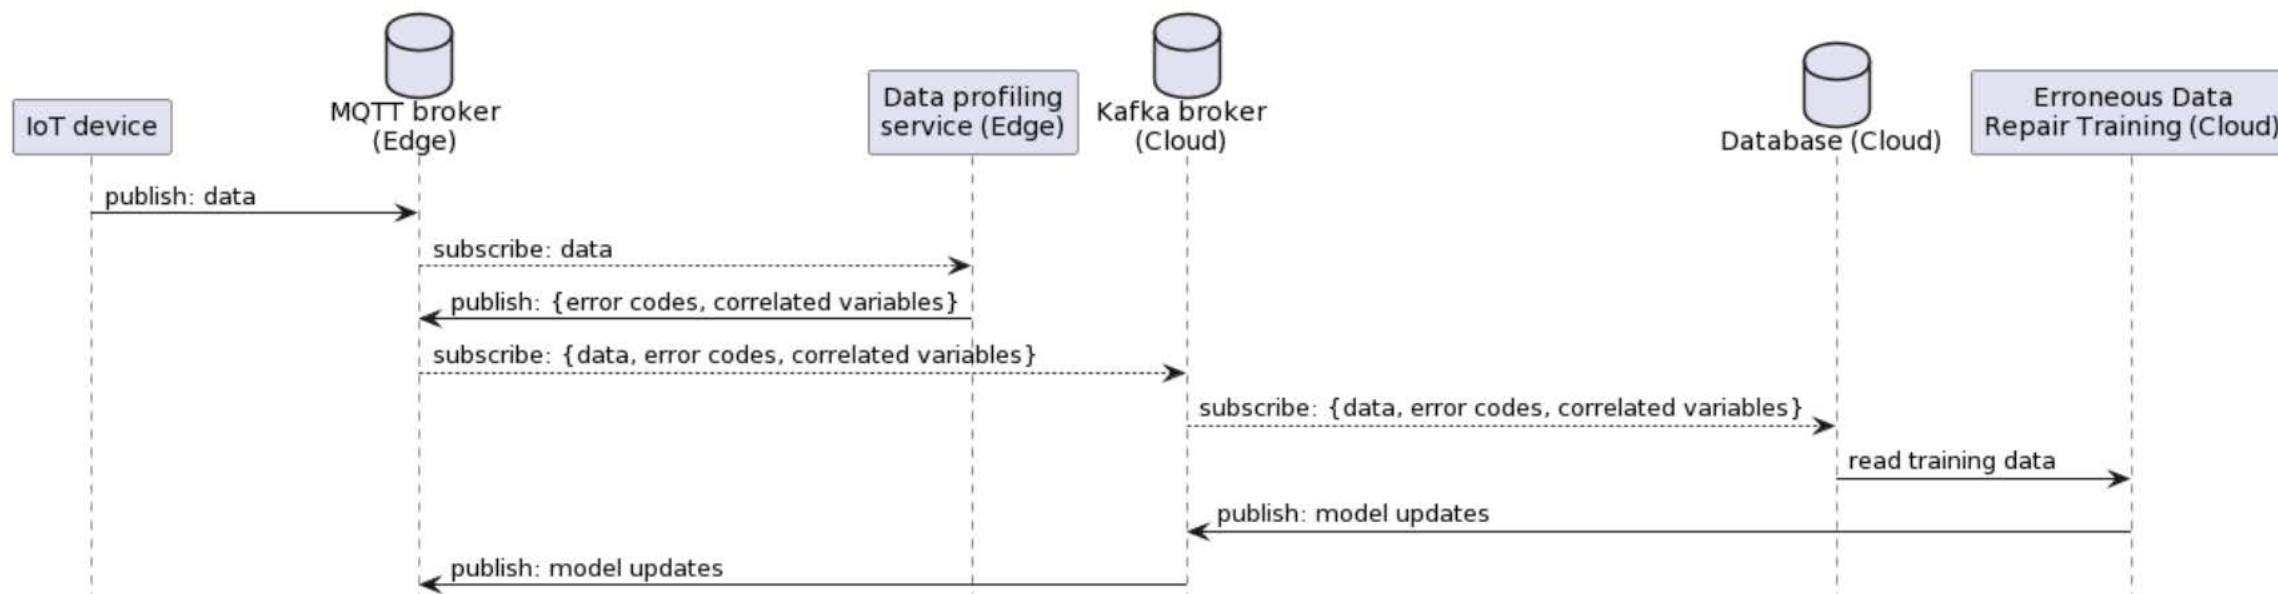 IoT device
MQTT broker
(Edge)
Data profiling
service (Edge)
Kafka broker
(Cloud)
Database (Cloud)
Erroneous Data
Repair Training (Cloud)
publish: data
subscribe: data
publish: {error codes, correlated variables}
subscribe: {data, error codes, correlated variables}
subscribe: {data, error codes, correlated variables}
read training data
publish: model updates
publish: model updates